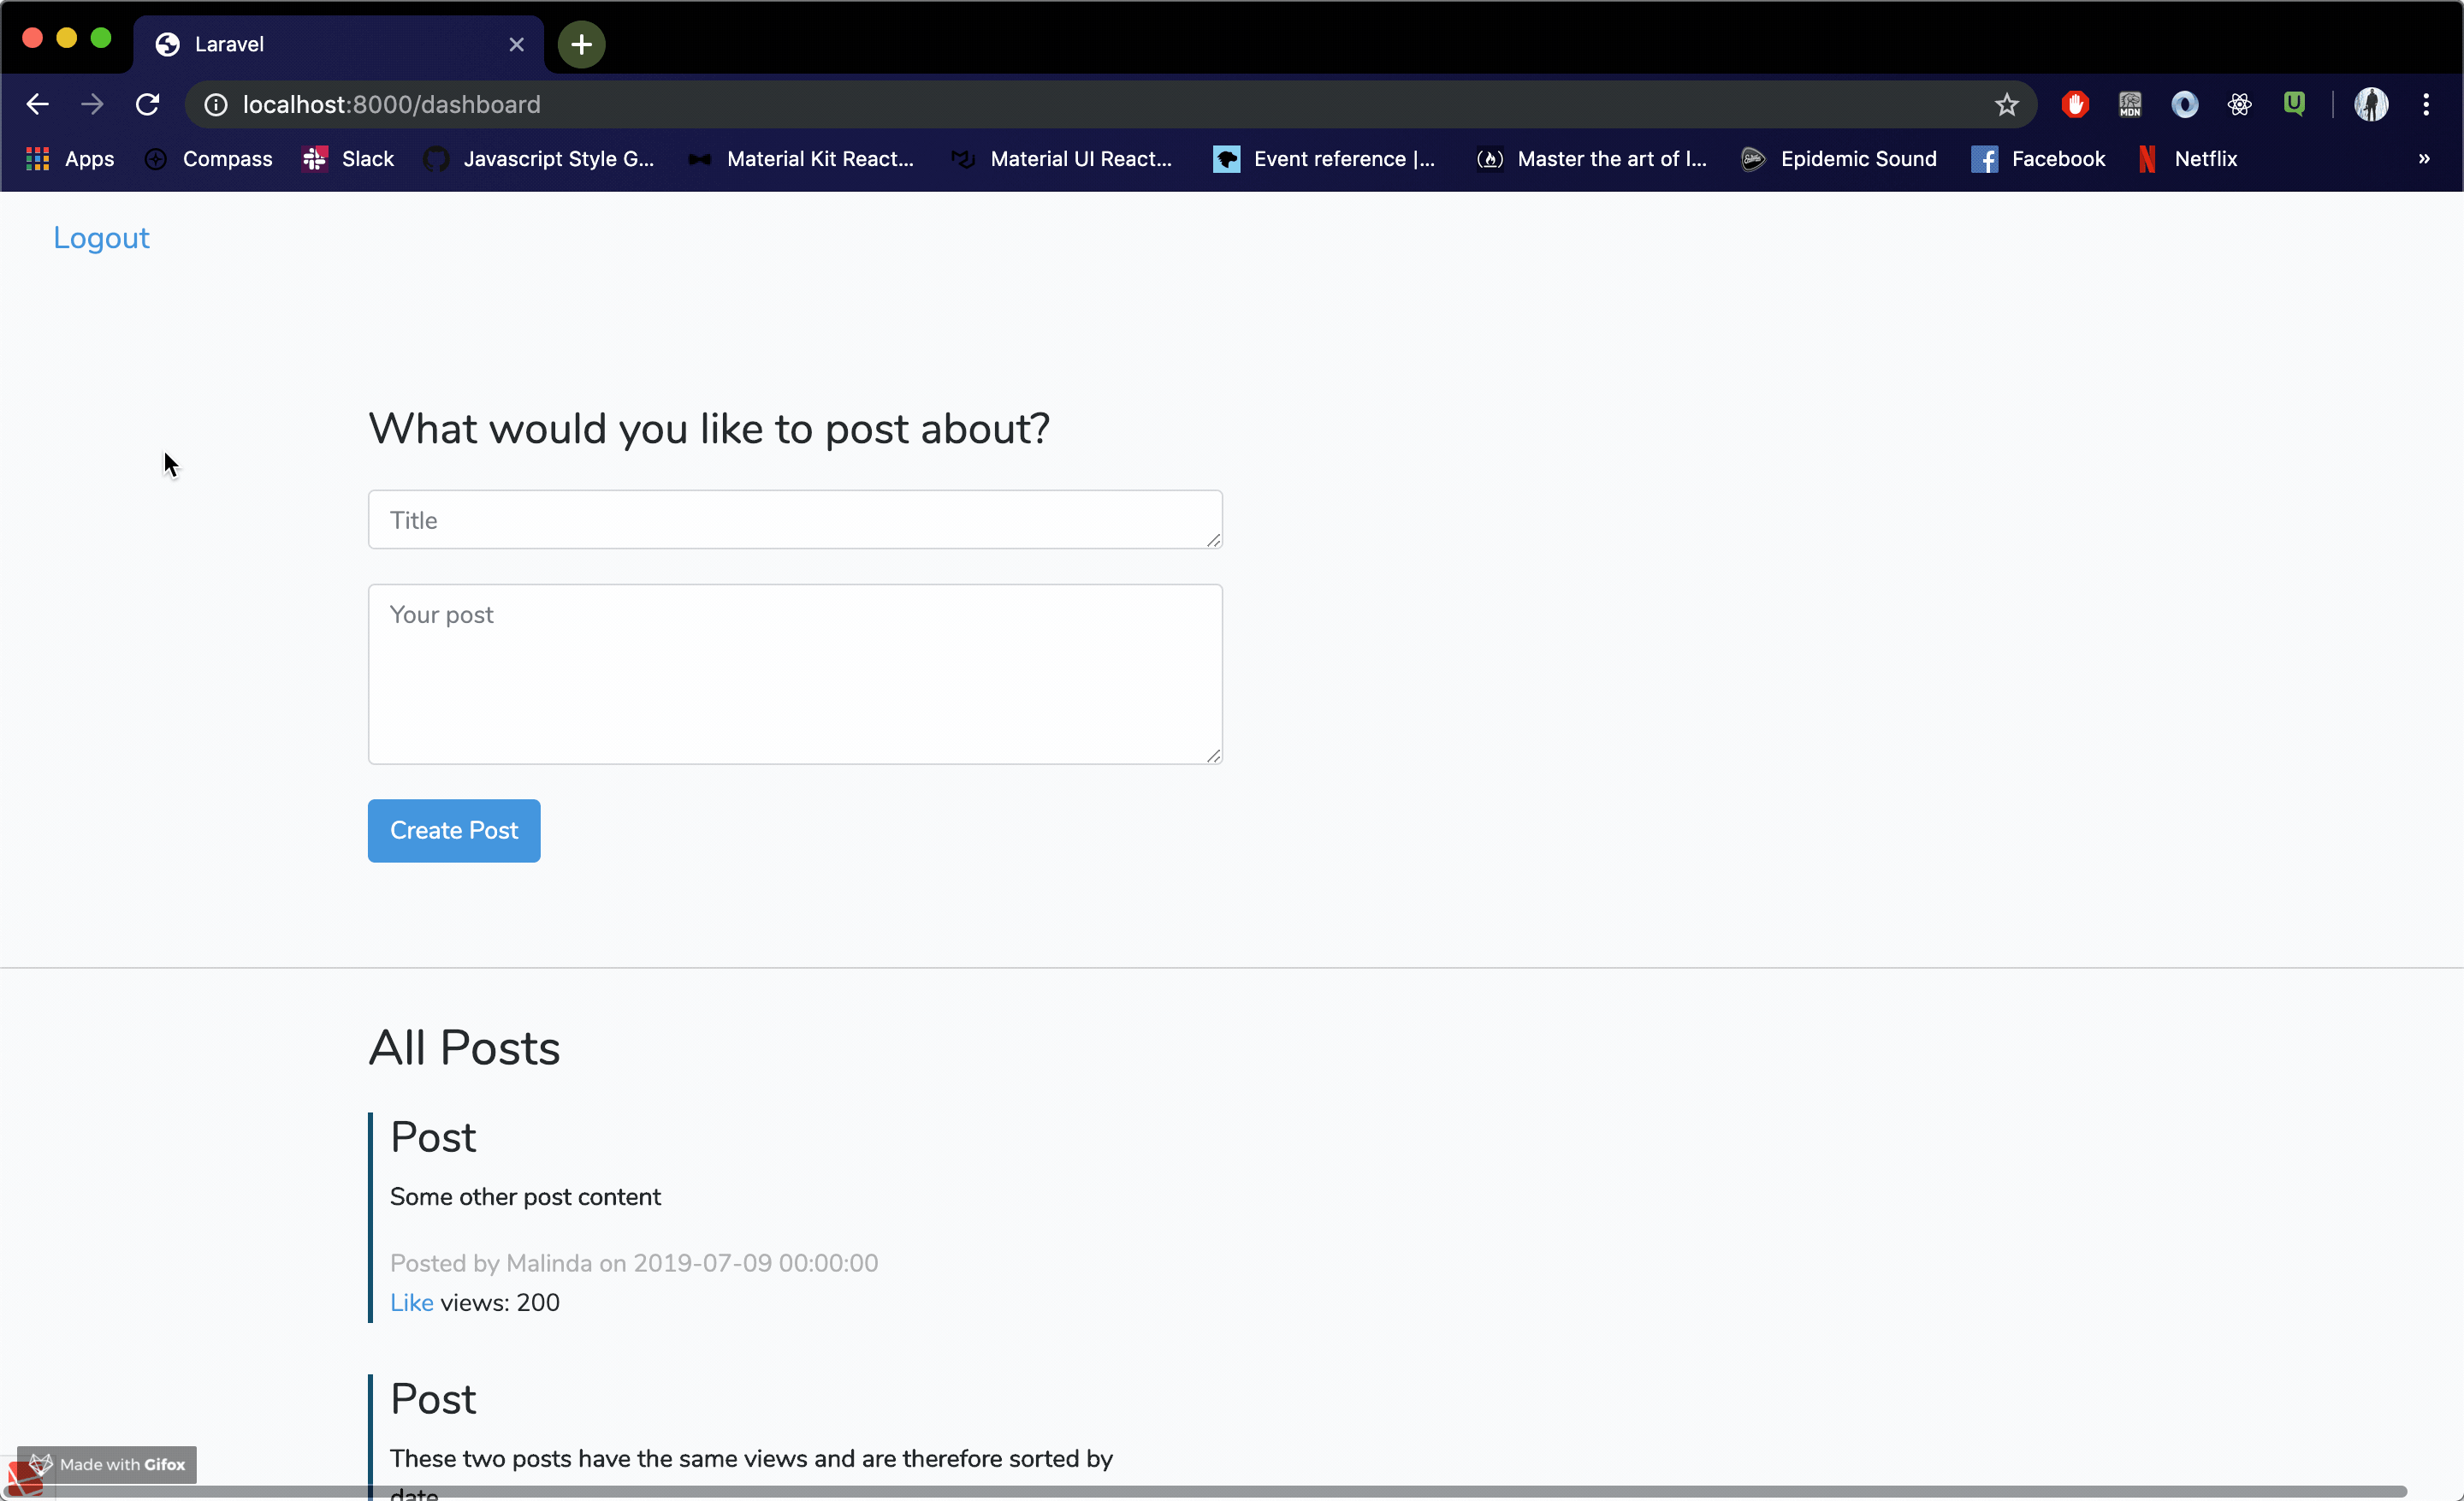 Laravel
localhost:8000/dashboard
MDN
U
Apps Compass Slack Javascript Style G... Material Kit React... Material UI React... Event reference |... Master the art of l... Epidemic Sound Facebook Netflix »
Logout
What would you like to post about?
Title
Your post
Create Post
All Posts
Post
Some other post content
Posted by Malinda on 2019-07-09 00:00:00
Like views: 200
Post
These two posts have the same views and are therefore sorted by
date
Made with Gifox